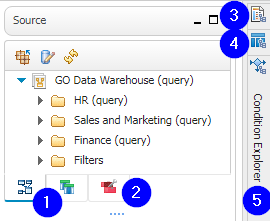 Source
3
4
GO Data Warehouse (query)
HR (query)
Sales and Marketing (query)
Finance (query)
Filters
Condition Explorer
1
2
5